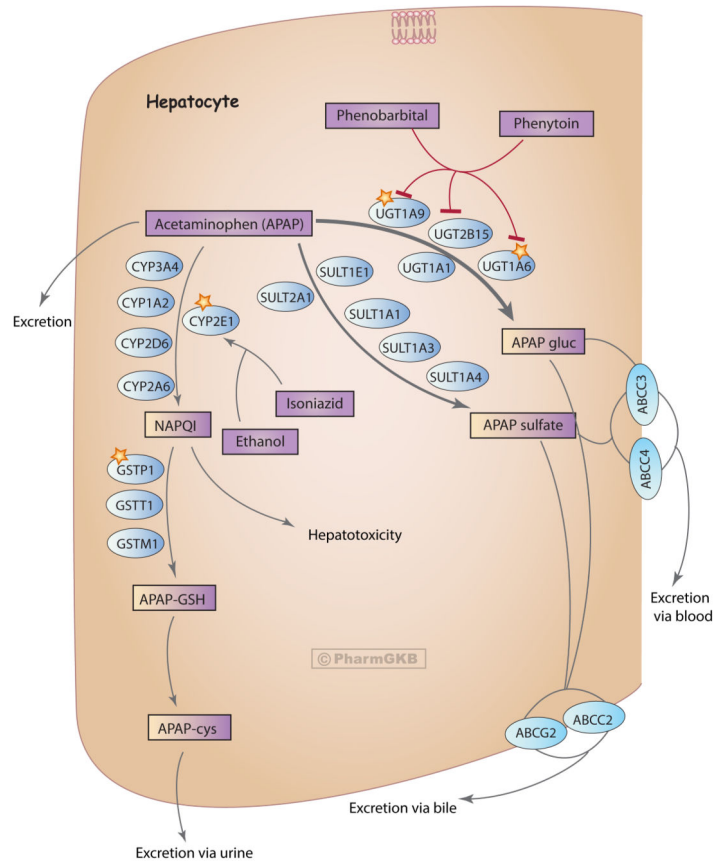 Hepatocyte
Phenobarbital
Phenytoin
UGT1A9
UGT2B15
UGT1A1
UGT1A6
Acetaminophen (APAP)
CYP3A4
CYP1A2
CYP2D6
CYP2A6
CYP2E1
SULT2A1
SULT1E1
SULT1A1
SULT1A3
SULT1A4
Excretion
APAP gluc
ABCC3
Isoniazid
Ethanol
NAPQI
APAP sulfate
ABCC4
GSTP1
GSTT1
GSTM1
Hepatotoxicity
APAP-GSH
Excretion
via blood
© PharmGKB
APAP-cys
ABCG2
ABCC2
Excretion via bile
Excretion via urine